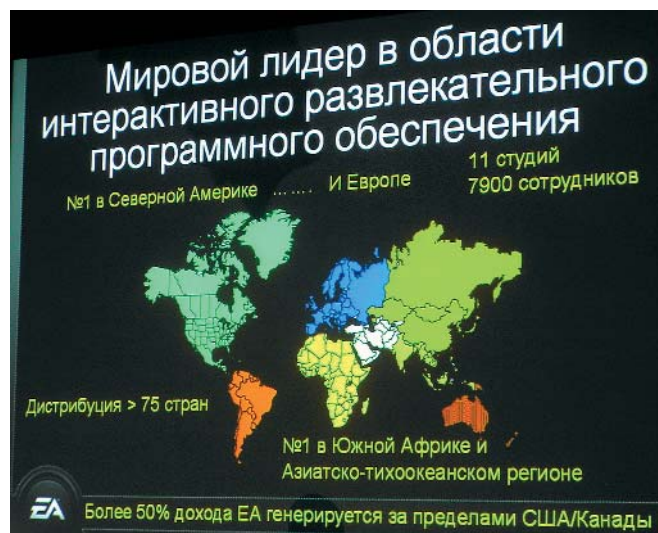 Мировой лидер в области
интерактивного развлекательного
программного обеспечения
11 студий
№1 в Северной Америке ....... И Европе
7900 сотрудников
Дистрибуция > 75 стран
№1 в Южной Африке и
Азиатско-тихоокеанском регионе
EA
Более 50% дохода EA генерируется за пределами США/Канады